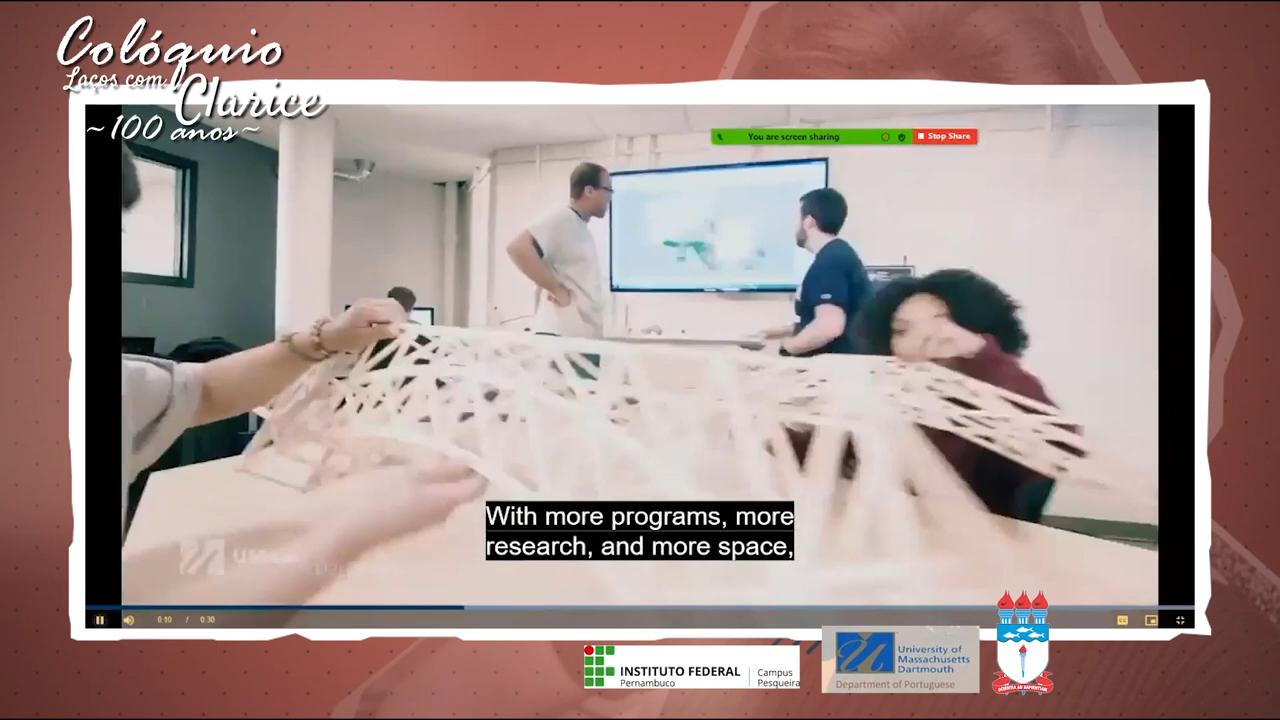 Colóquio
Laços com
Clarice
~100 anos~
You are screen sharing
Stop Share
With more programs, more
research, and more space,
0:10 / 0:30
CC
INSTITUTO FEDERAL
Pernambuco
Campus
Pesqueira
University of
Massachusetts
Dartmouth
Department of Portuguese